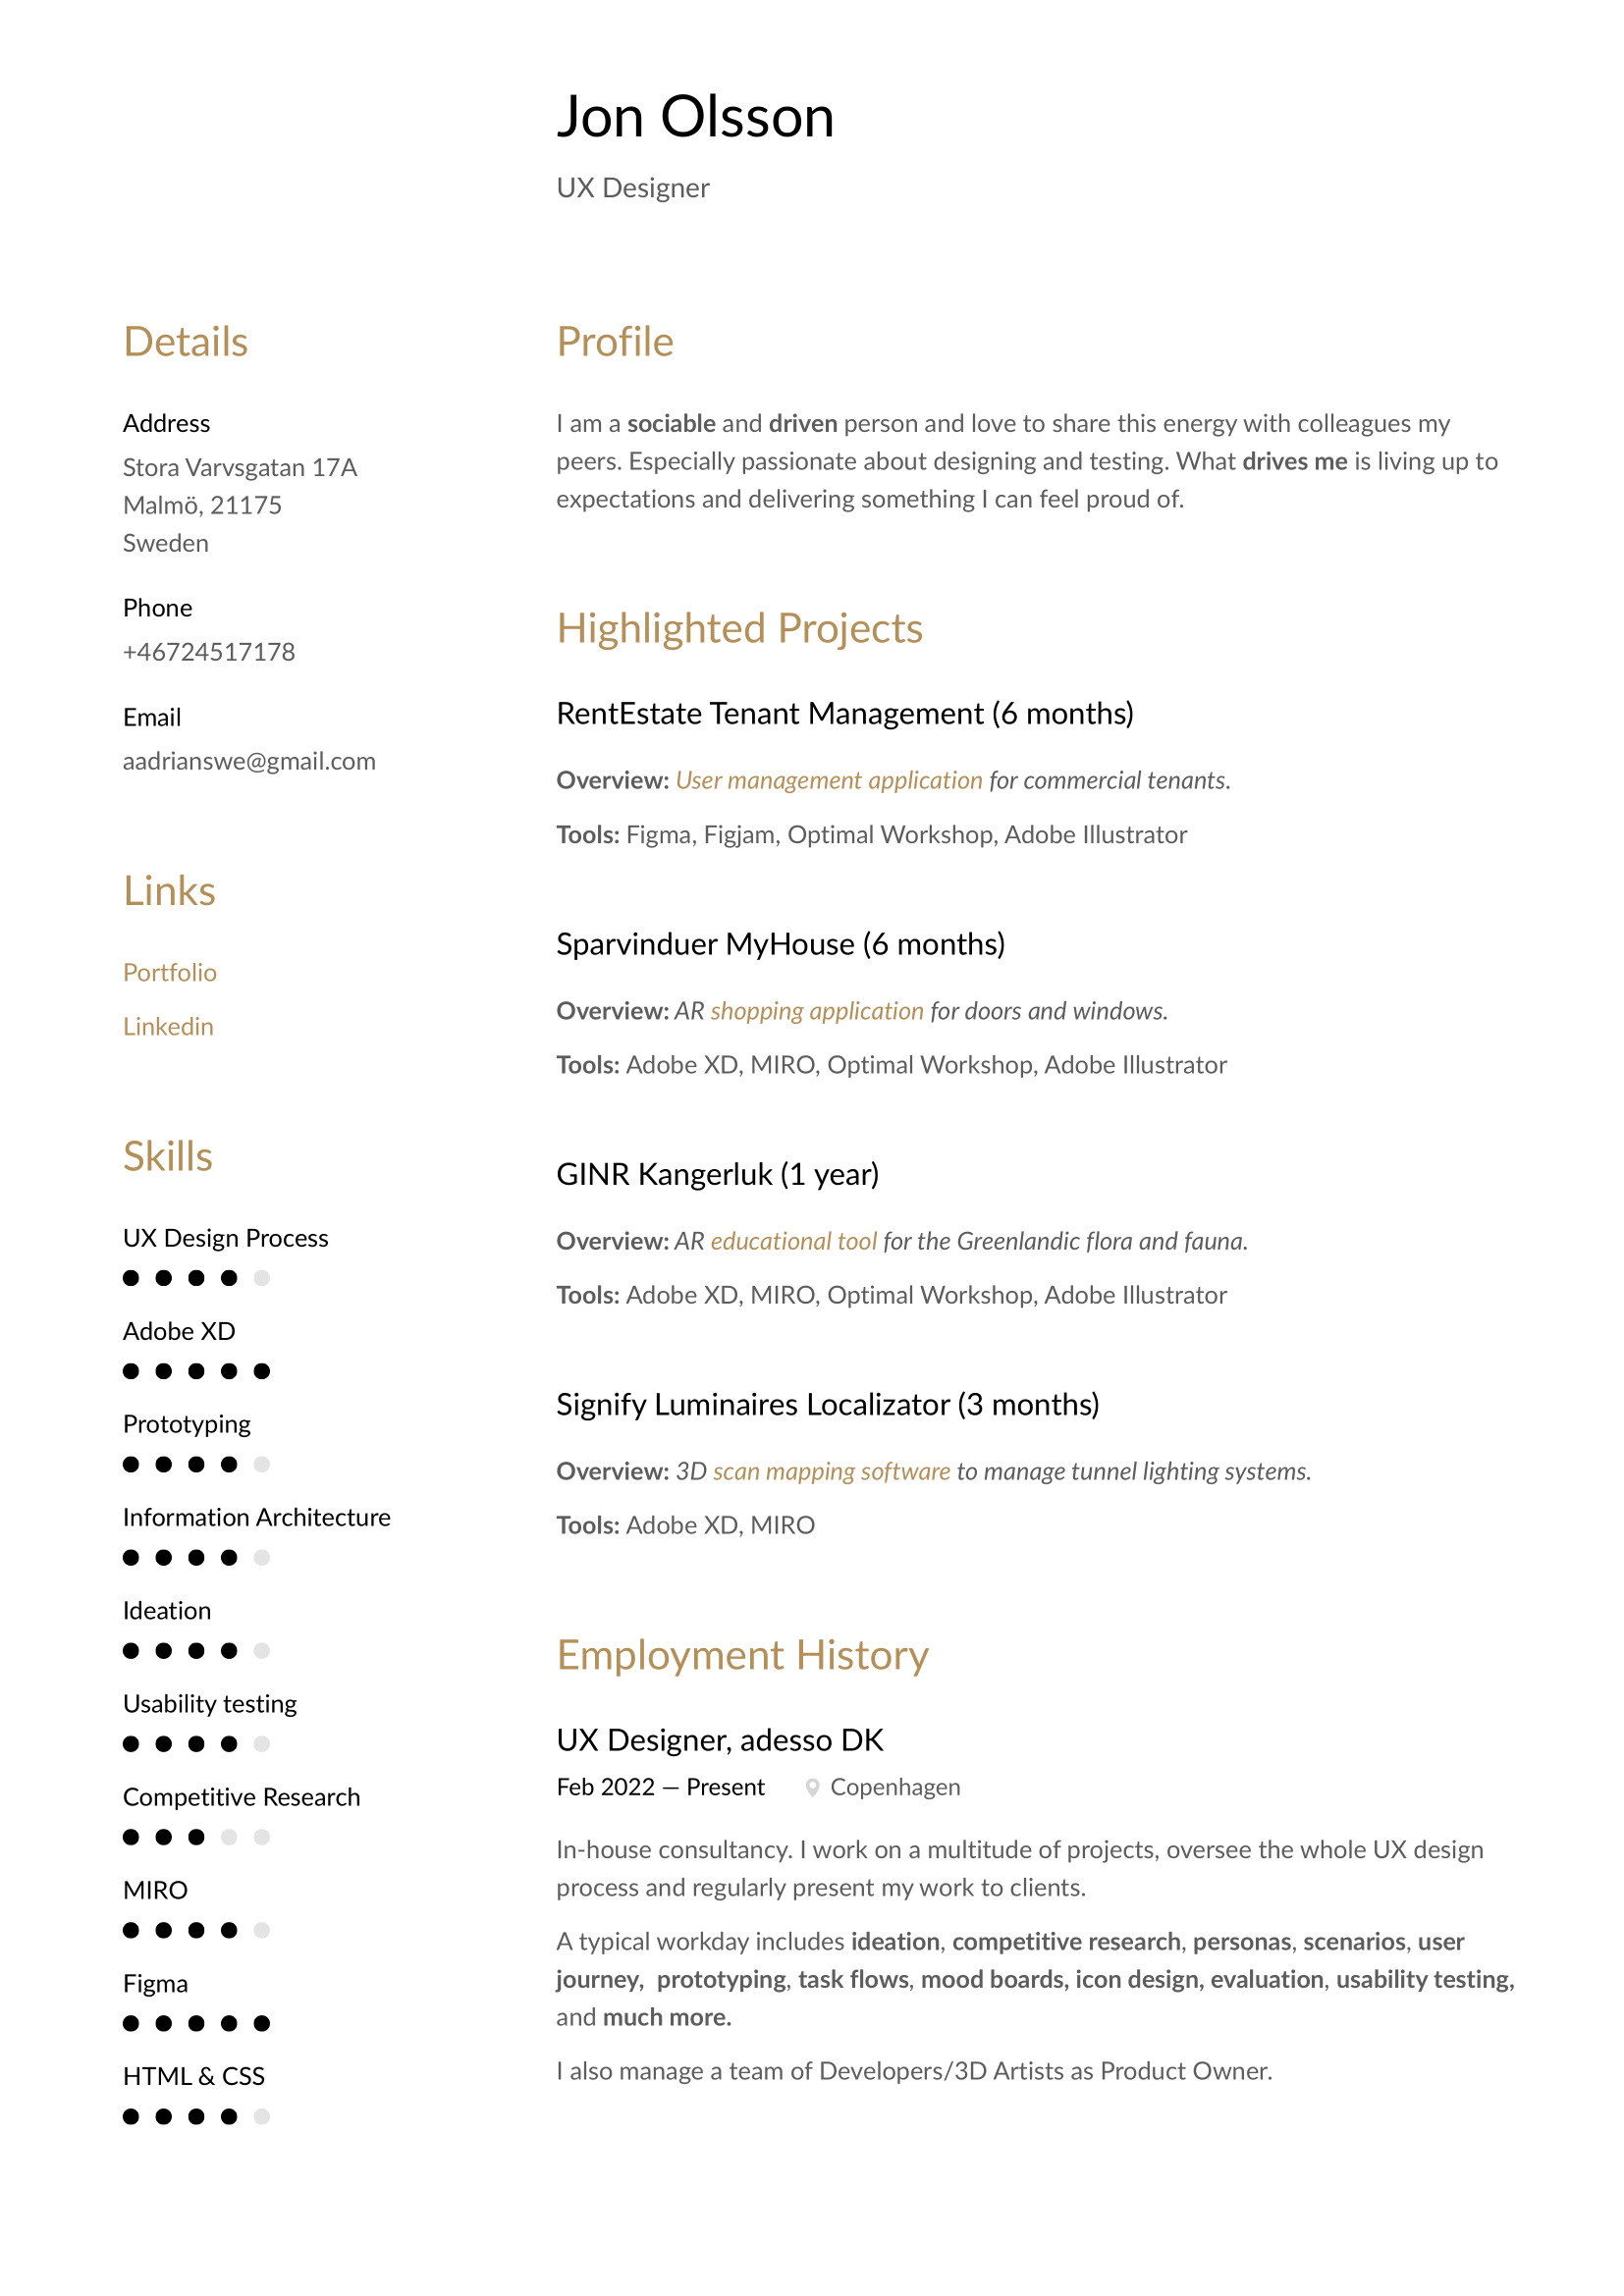 Jon Olsson
UX Designer
Details
Address
Stora Varvsgatan 17A
Malmö, 21175
Sweden
Phone
+46724517178
Email
aadrianswe@gmail.com
Links
Portfolio
Linkedin
Skills
UX Design Process
Adobe XD
Prototyping
Information Architecture
Ideation
Usability testing
Competitive Research
MIRO
Figma
HTML & CSS
Profile
I am a sociable and driven person and love to share this energy with colleagues my
peers. Especially passionate about designing and testing. What drives me is living up to
expectations and delivering something I can feel proud of.
Highlighted Projects
RentEstate Tenant Management (6 months)
Overview: User management application for commercial tenants.
Tools: Figma, Figjam, Optimal Workshop, Adobe Illustrator
Sparvinduer MyHouse (6 months)
Overview: AR shopping application for doors and windows.
Tools: Adobe XD, MIRO, Optimal Workshop, Adobe Illustrator
GINR Kangerluk (1 year)
Overview: AR educational tool for the Greenlandic flora and fauna.
Tools: Adobe XD, MIRO, Optimal Workshop, Adobe Illustrator
Signify Luminaires Localizator (3 months)
Overview: 3D scan mapping software to manage tunnel lighting systems.
Tools: Adobe XD, MIRO
Employment History
UX Designer, adesso DK
Feb 2022 — Present Copenhagen
In-house consultancy. I work on a multitude of projects, oversee the whole UX design
process and regularly present my work to clients.
A typical workday includes ideation, competitive research, personas, scenarios, user
journey,  prototyping, task flows, mood boards, icon design, evaluation, usability testing,
and much more.
I also manage a team of Developers/3D Artists as Product Owner.